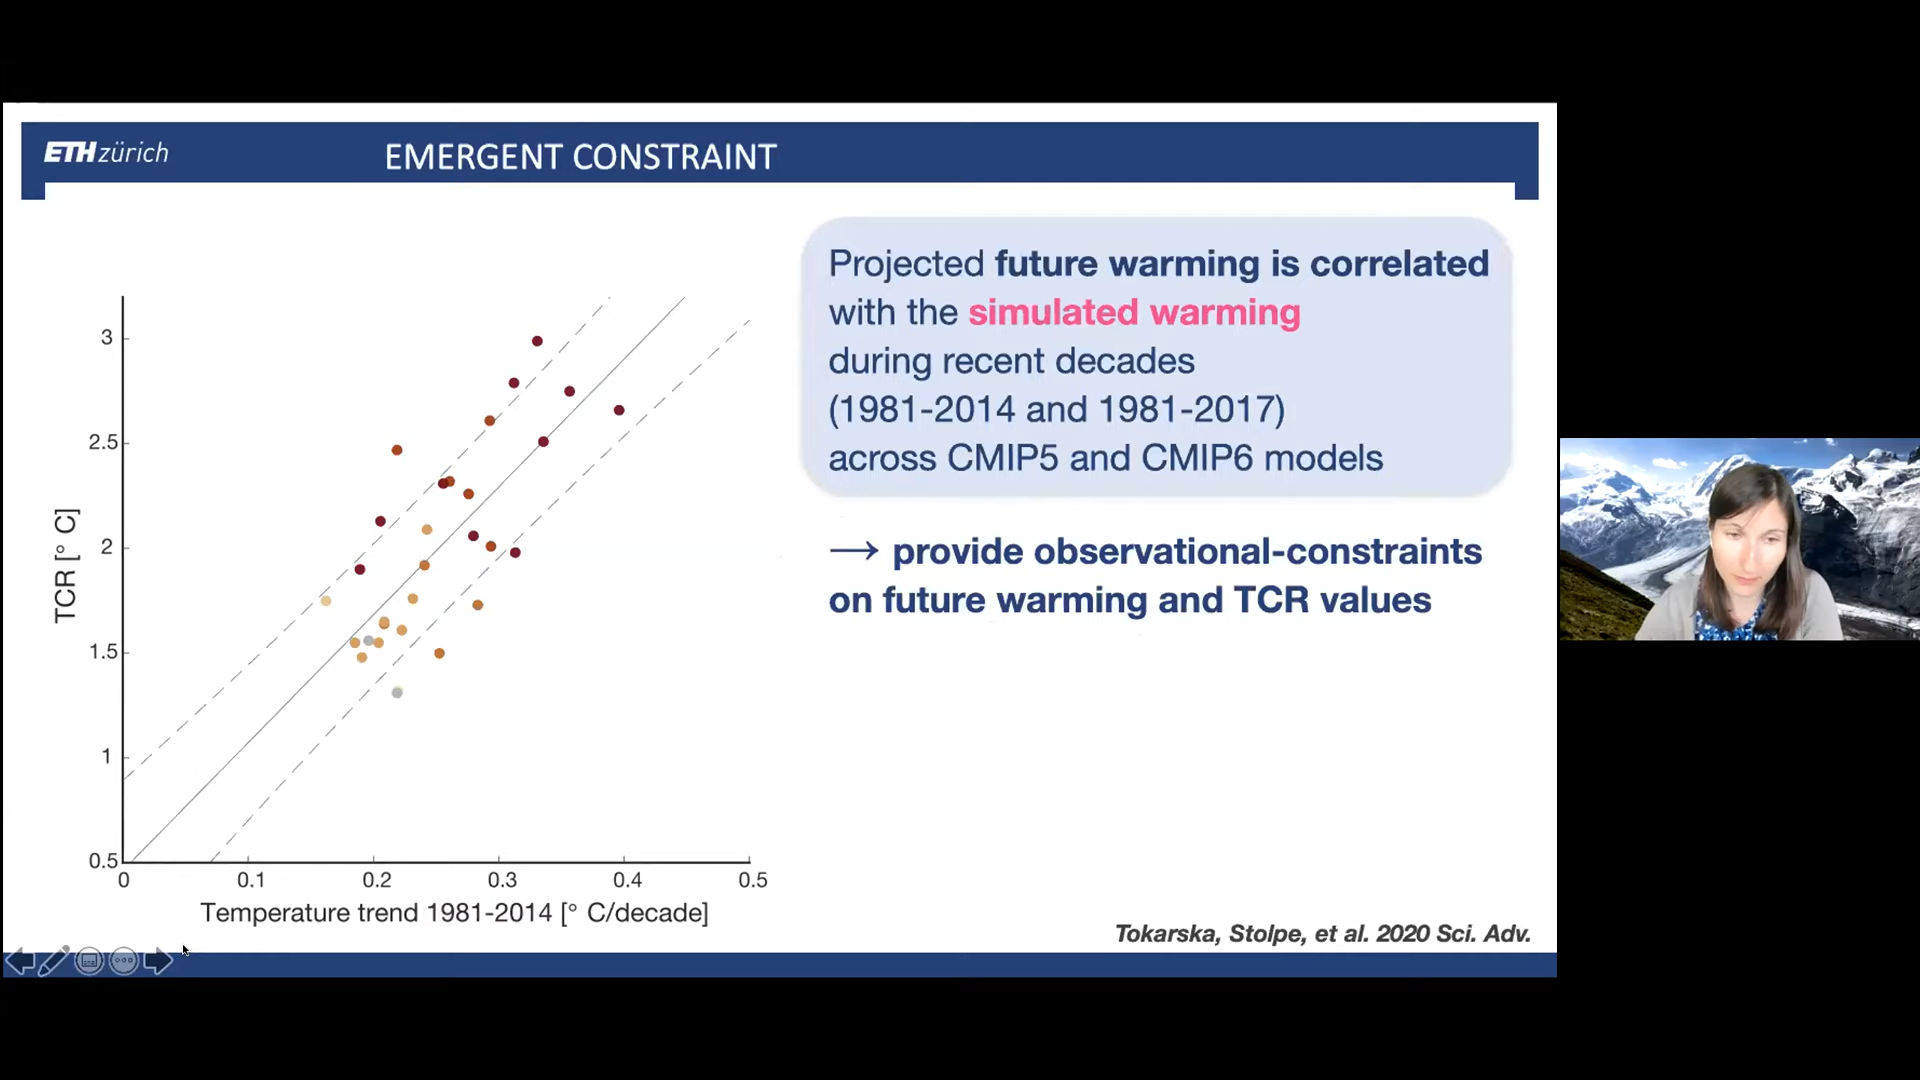 ETH zürich
EMERGENT CONSTRAINT
Projected future warming is correlated
with the simulated warming
during recent decades
(1981-2014 and 1981-2017)
across CMIP5 and CMIP6 models
→ provide observational-constraints
on future warming and TCR values
TCR [° C]
3
2.5
2
1.5
1
0.5
0 0.1 0.2 0.3 0.4 0.5
Temperature trend 1981-2014 [° C/decade]
Tokarska, Stolpe, et al. 2020 Sci. Adv.